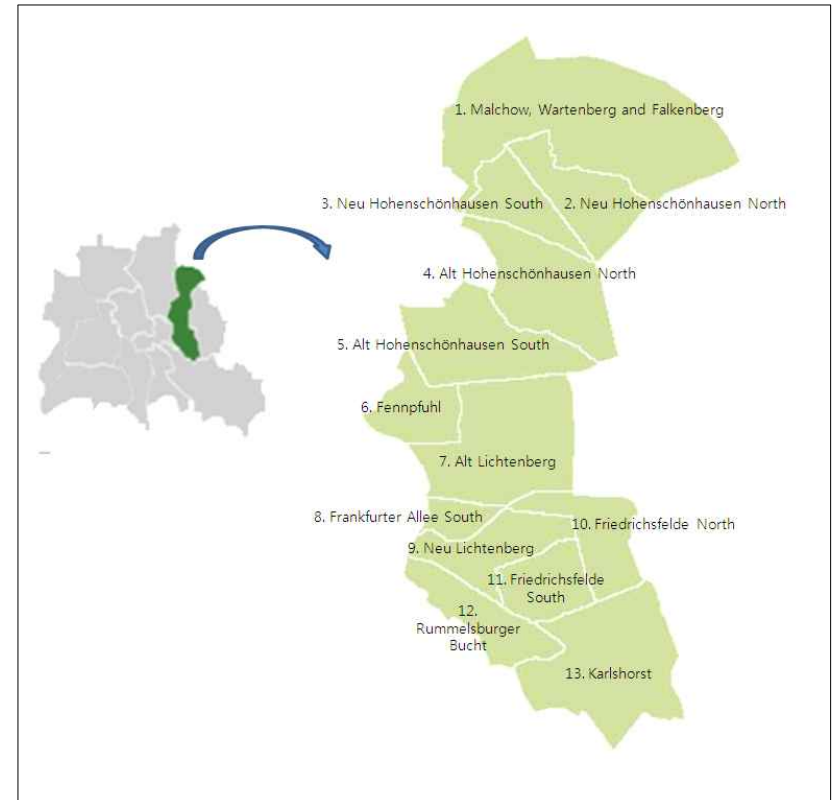 1. Malchow, Wartenberg and Falkenberg
3. Neu Hohenschönhausen South
2. Neu Hohenschönhausen North
4. Alt Hohenschönhausen North
5. Alt Hohenschönhausen South
6. Fennpfuhl
7. Alt Lichtenberg
8. Frankfurter Allee South
10. Friedrichsfelde North
9. Neu Lichtenberg
11. Friedrichsfelde
South
12.
Rummelsburger
Bucht
13. Karlshorst